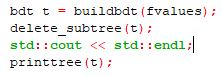 bdt t = buildbdt(fvalues);
delete_subtree(t);
std::cout << std::endl;
printtree(t);